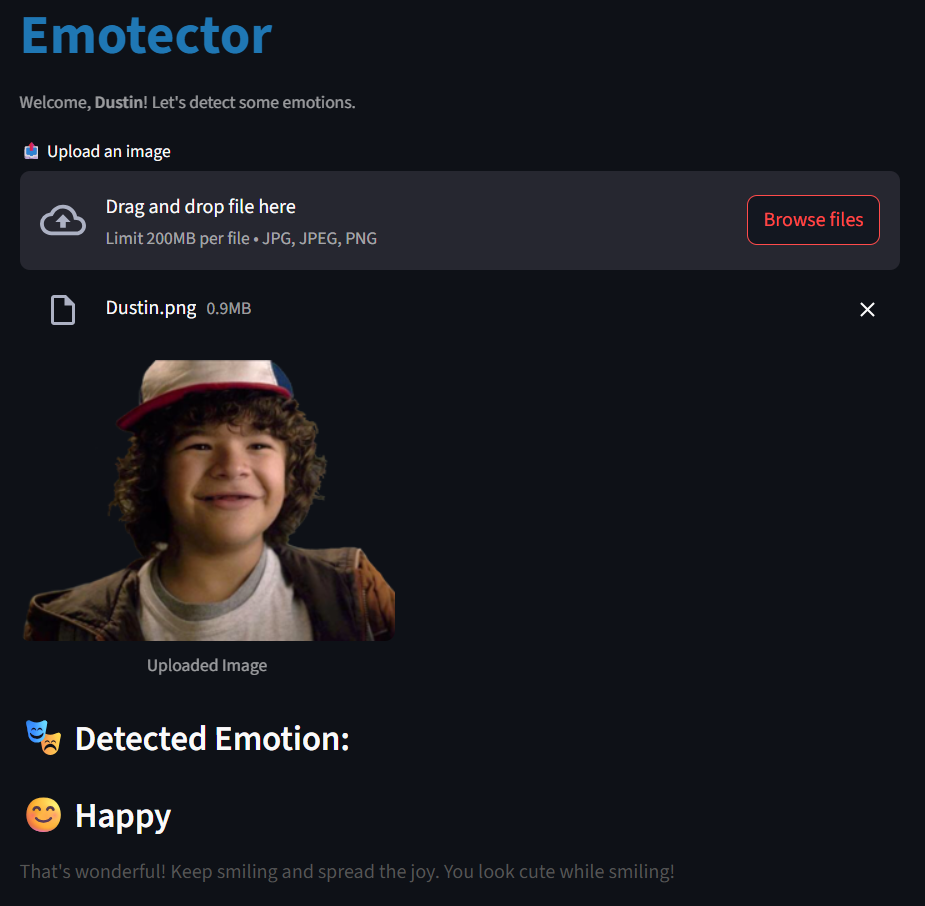 Emotector
Welcome, Dustin! Let's detect some emotions.
Upload an image
Drag and drop file here
Limit 200MB per file • JPG, JPEG, PNG
Browse files
Dustin.png 0.9MB
Uploaded Image
Detected Emotion:
Happy
That's wonderful! Keep smiling and spread the joy. You look cute while smiling!